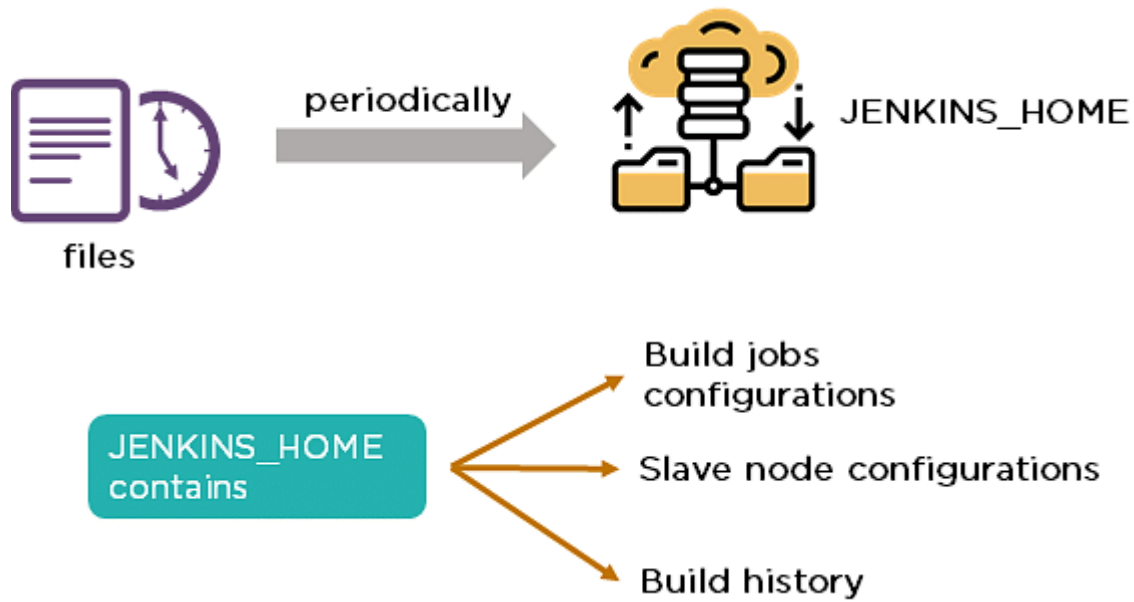 periodically
JENKINS_HOME
files
Build jobs
configurations
JENKINS_HOME
contains
Slave node configurations
Build history